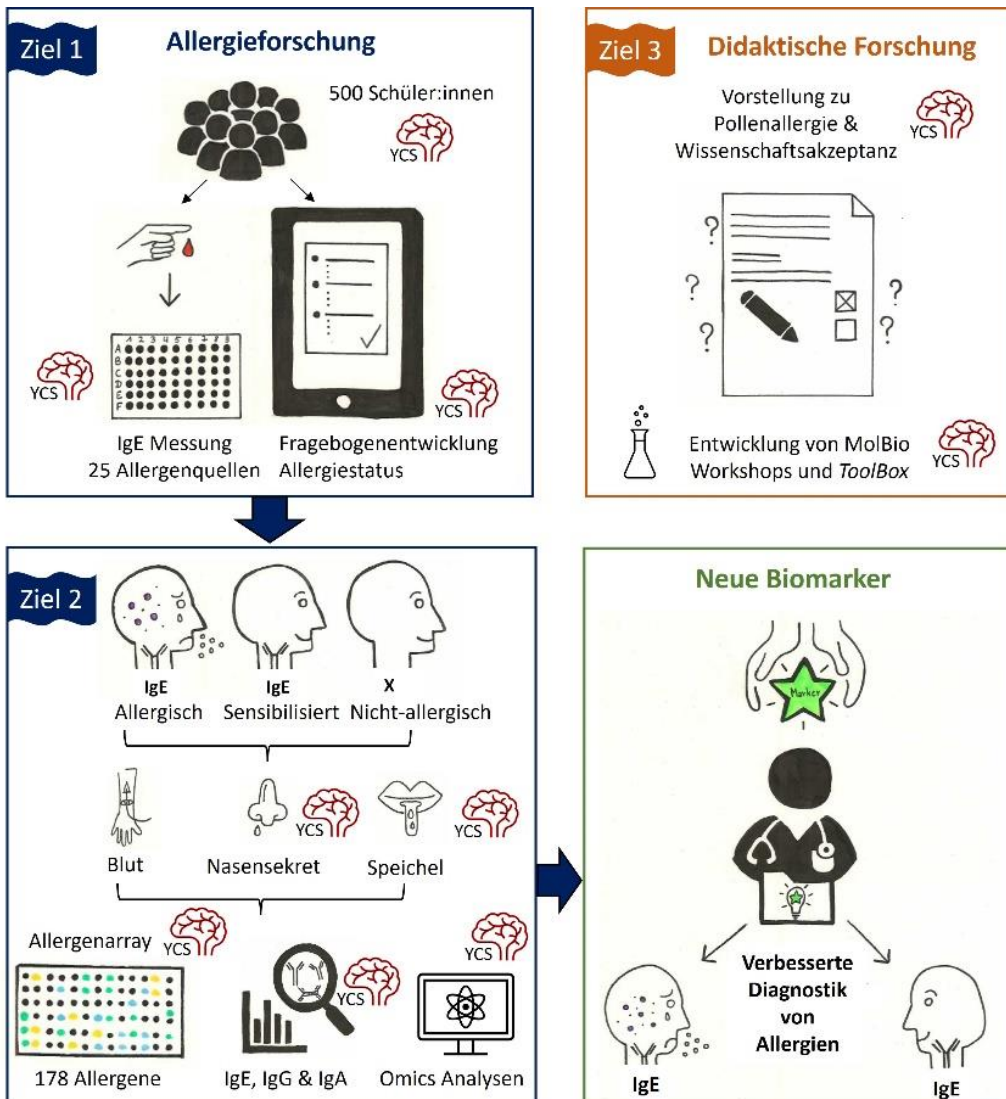 Ziel 1
Allergieforschung
500 Schüler:innen
YCS
1 2 3 4 5 6 7 8 9
A
B
C
D
E
F
YCS
YCS
IgE Messung
25 Allergenquellen
Fragebogenentwicklung
Allergiestatus
Ziel 3
Didaktische Forschung
Vorstellung zu
Pollenallergie &
Wissenschaftsakzeptanz
YCS
? ? ? ? ? ?
Entwicklung von MolBio
Workshops und ToolBox
YCS
Ziel 2
IgE
Allergisch
IgE
Sensibilisiert
X
Nicht-allergisch
YCS
YCS
Blut
Nasensekret
Speichel
Allergenarray
YCS
YCS
YCS
178 Allergene
IgE, IgG & IgA
Omics Analysen
Neue Biomarker
Marker
Verbesserte
Diagnostik
von
Allergien
IgE
IgE